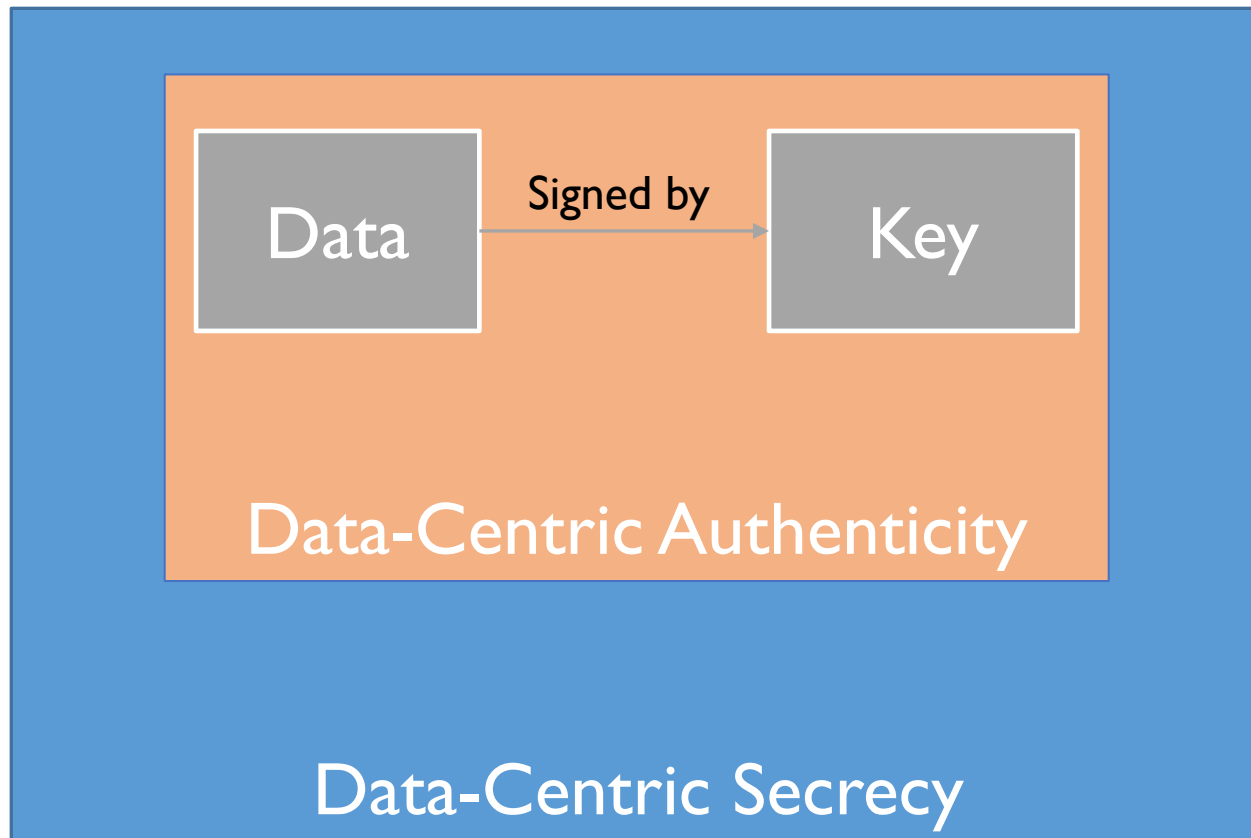 Signed by
Data
Key
Data-Centric Authenticity
Data-Centric Secrecy